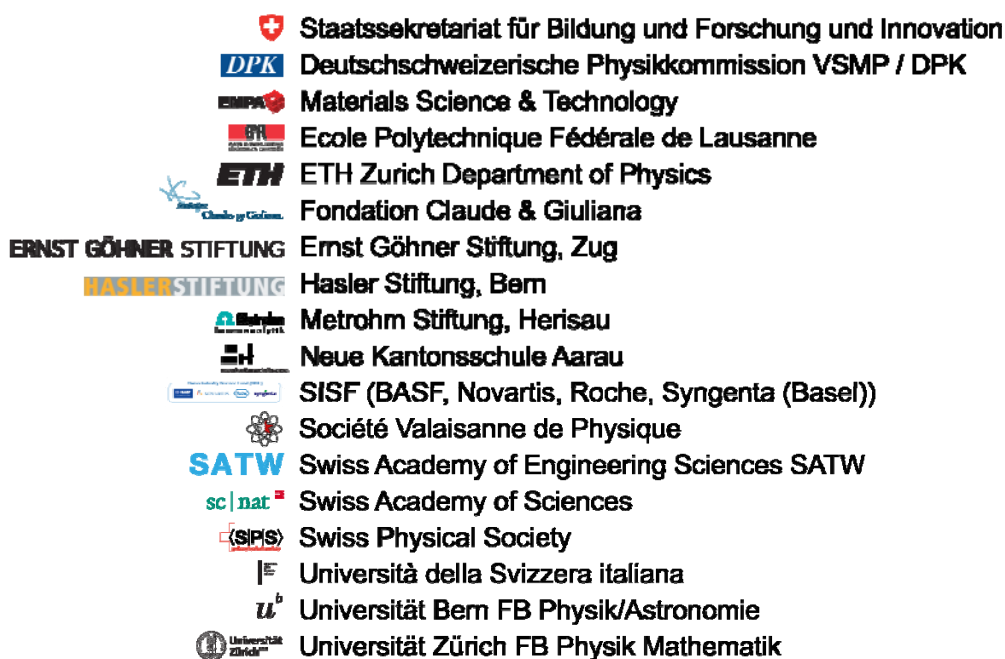 Staatssekretariat für Bildung und Forschung und Innovation
DPK Deutschschweizerische Physikkommission VSMP / DPK
EMPA Materials Science & Technology
Ecole Polytechnique Fédérale de Lausanne
ETH ETH Zurich Department of Physics
Fondation Claude & Giuliana
ERNST GÖHNER STIFTUNG Ernst Göhner Stiftung, Zug
HASLERSTIFTUNG Hasler Stiftung, Bern
Metrohm Stiftung, Herisau
Neue Kantonsschule Aarau
SISF (BASF, Novartis, Roche, Syngenta (Basel))
Société Valaisanne de Physique
SATW Swiss Academy of Engineering Sciences SATW
sc|nat Swiss Academy of Sciences
⟨S|P|S⟩ Swiss Physical Society
Università della Svizzera italiana
u^b Universität Bern FB Physik/Astronomie
Universität Zürich Universität Zürich FB Physik Mathematik